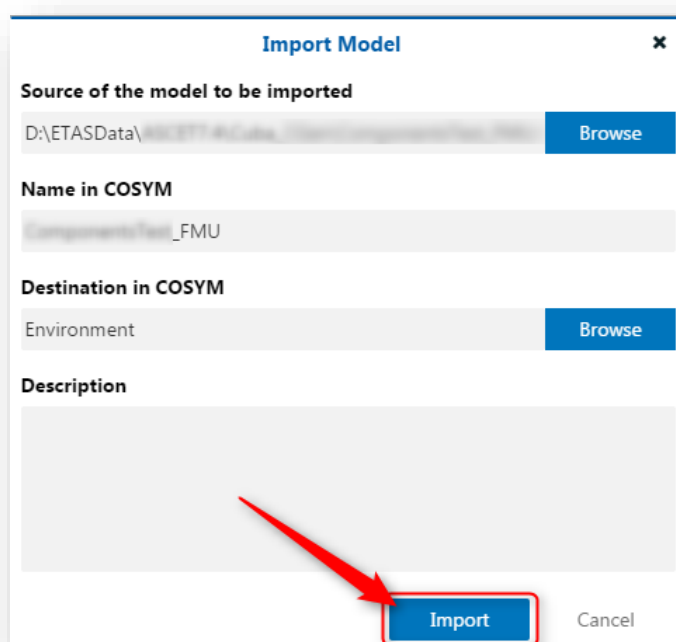 Import Model
Source of the model to be imported
D:\ETASData\
Browse
Name in COSYM
_FMU
Destination in COSYM
Environment
Browse
Description
Import
Cancel